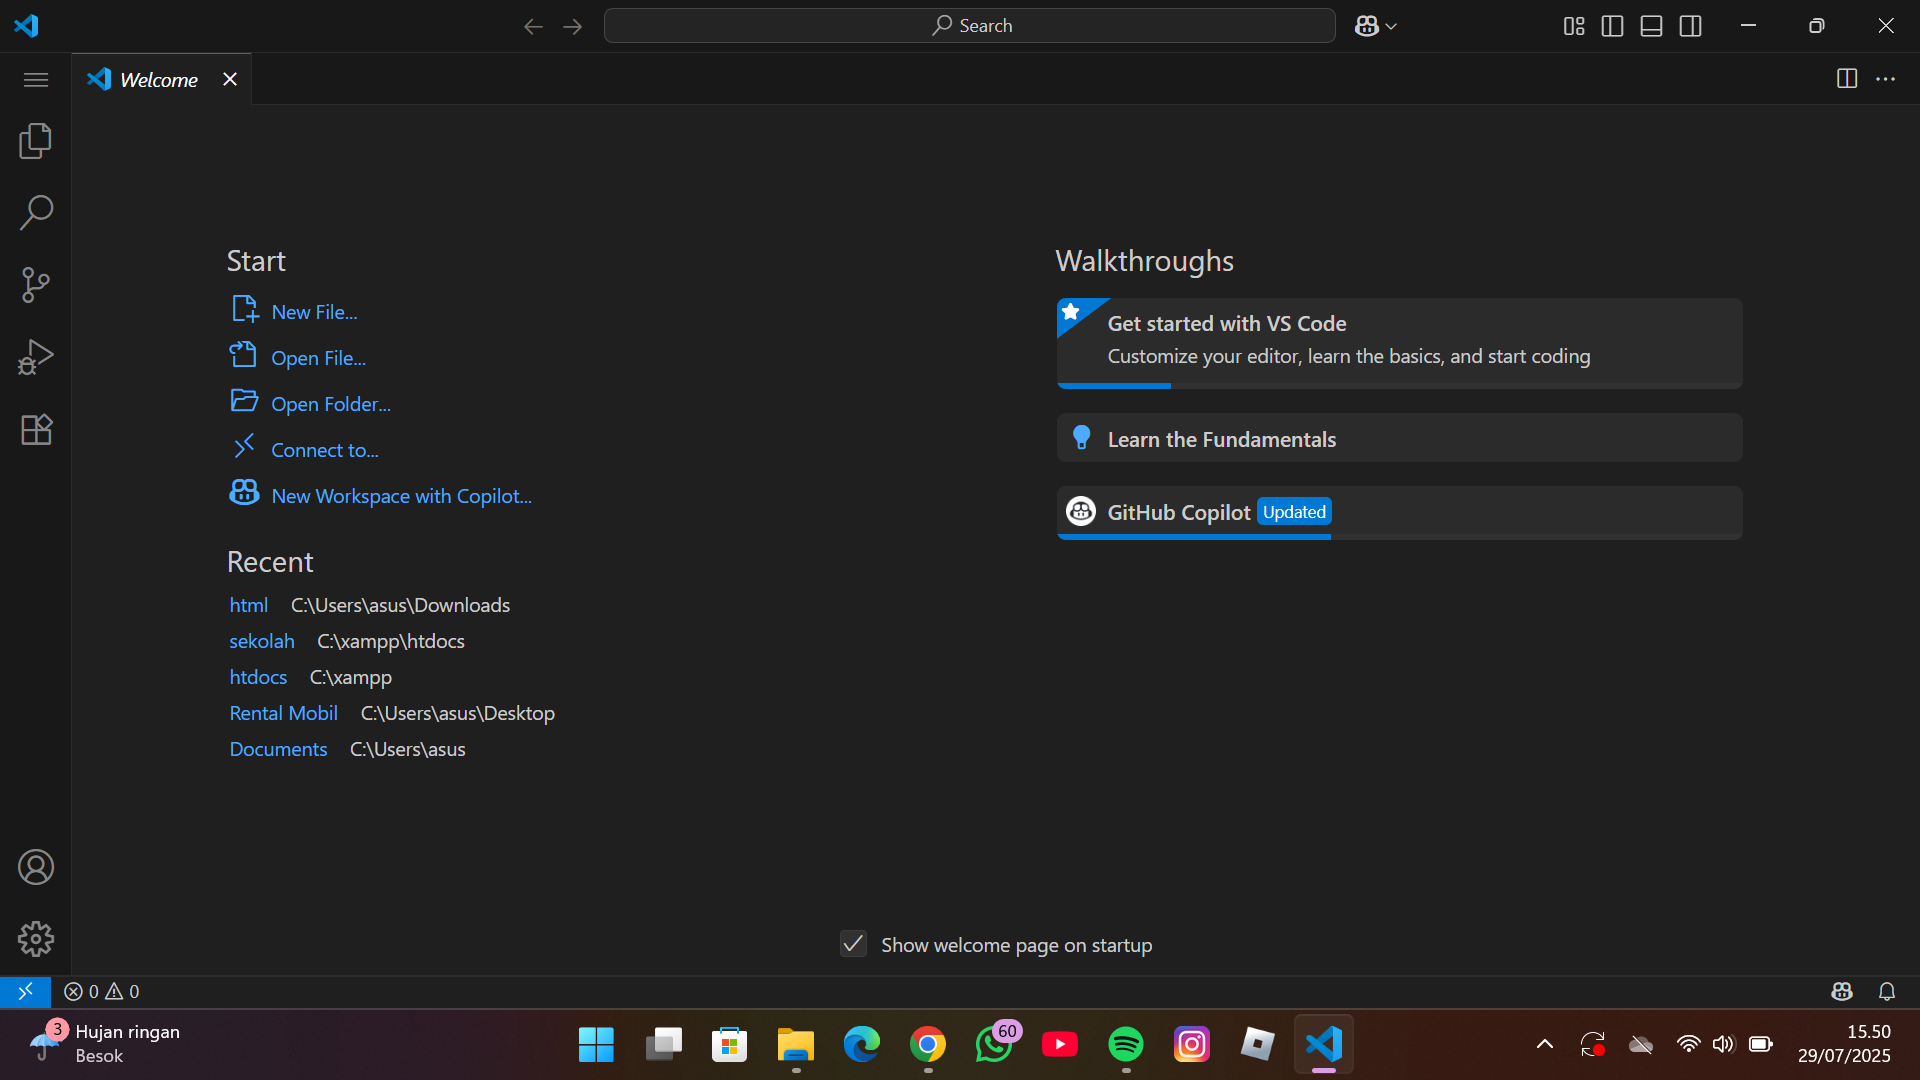 Search
Welcome
Start
New File...
Open File...
Open Folder...
Connect to...
New Workspace with Copilot...
Recent
html C:\Users\asus\Downloads
sekolah C:\xampp\htdocs
htdocs C:\xampp
Rental Mobil C:\Users\asus\Desktop
Documents C:\Users\asus
Walkthroughs
Get started with VS Code
Customize your editor, learn the basics, and start coding
Learn the Fundamentals
GitHub Copilot Updated
Show welcome page on startup
0 0
3
Hujan ringan
Besok
60
15.50
29/07/2025